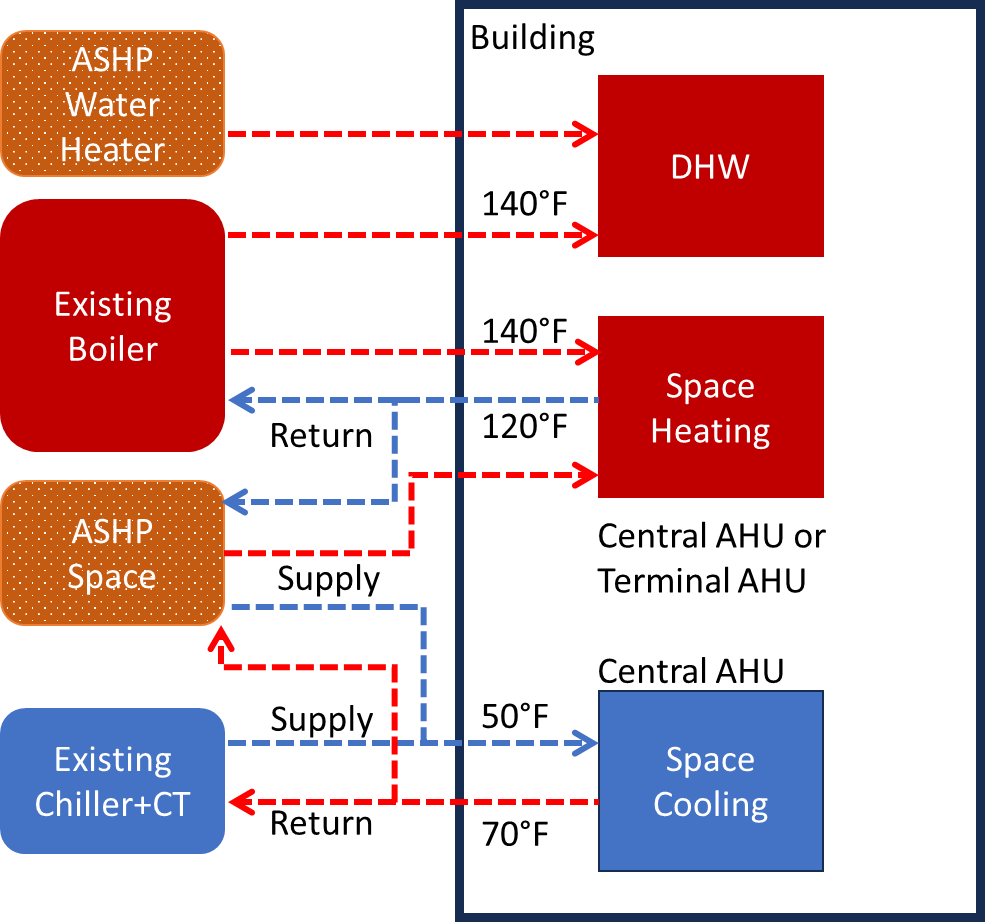 Building
ASHP
Water
Heater
DHW
140°F
Existing
Boiler
140°F
Space
Heating
120°F
Return
ASHP
Space
Supply
Central AHU or
Terminal AHU
Central AHU
Supply
50°F
Existing
Chiller+CT
Space
Cooling
Return
70°F